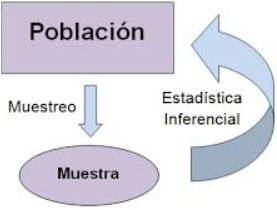 Población
Muestreo
Estadística
Inferencial
Muestra